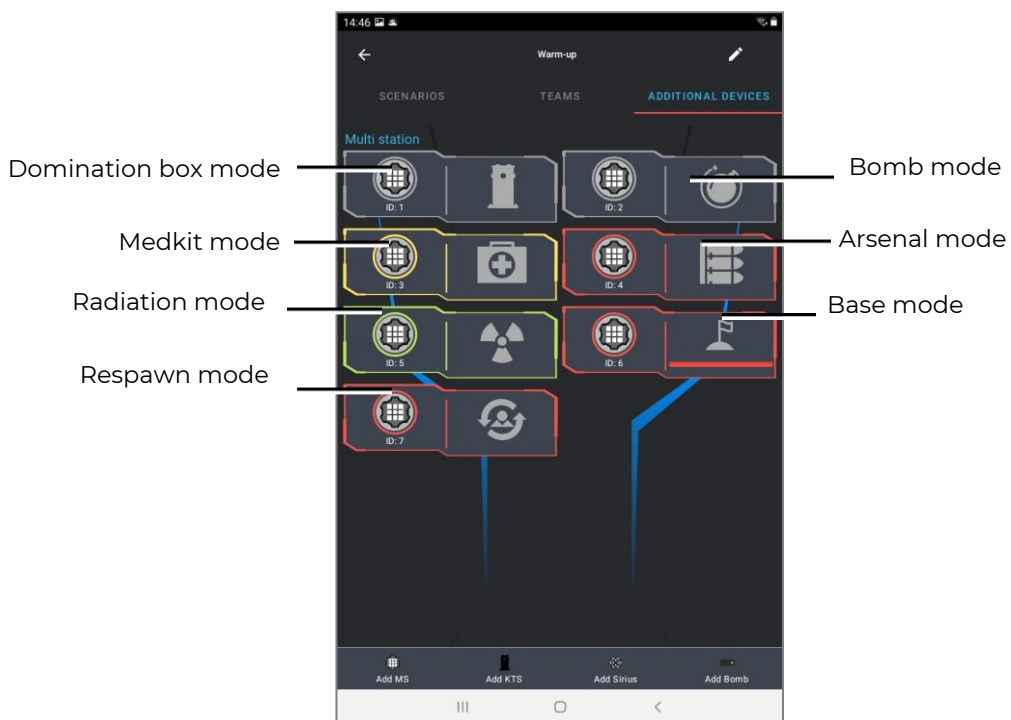 14:46
Warm-up
SCENARIOS TEAMS ADDITIONAL DEVICES
Multi station
Domination box mode
ID: 1
ID: 2
Bomb mode
Medkit mode
ID: 3
ID: 4
Arsenal mode
Radiation mode
ID: 5
ID: 6
Base mode
Respawn mode
ID: 7
Add MS Add KTS Add Sirius Add Bomb